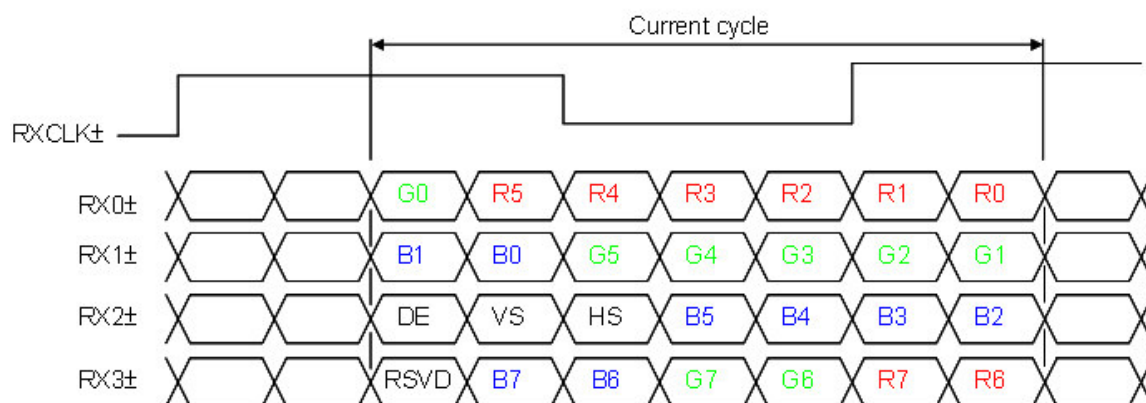 Current cycle
RXCLK±
RX0± G0 R5 R4 R3 R2 R1 R0
RX1± B1 B0 G5 G4 G3 G2 G1
RX2± DE VS HS B5 B4 B3 B2
RX3± RSVD B7 B6 G7 G6 R7 R6